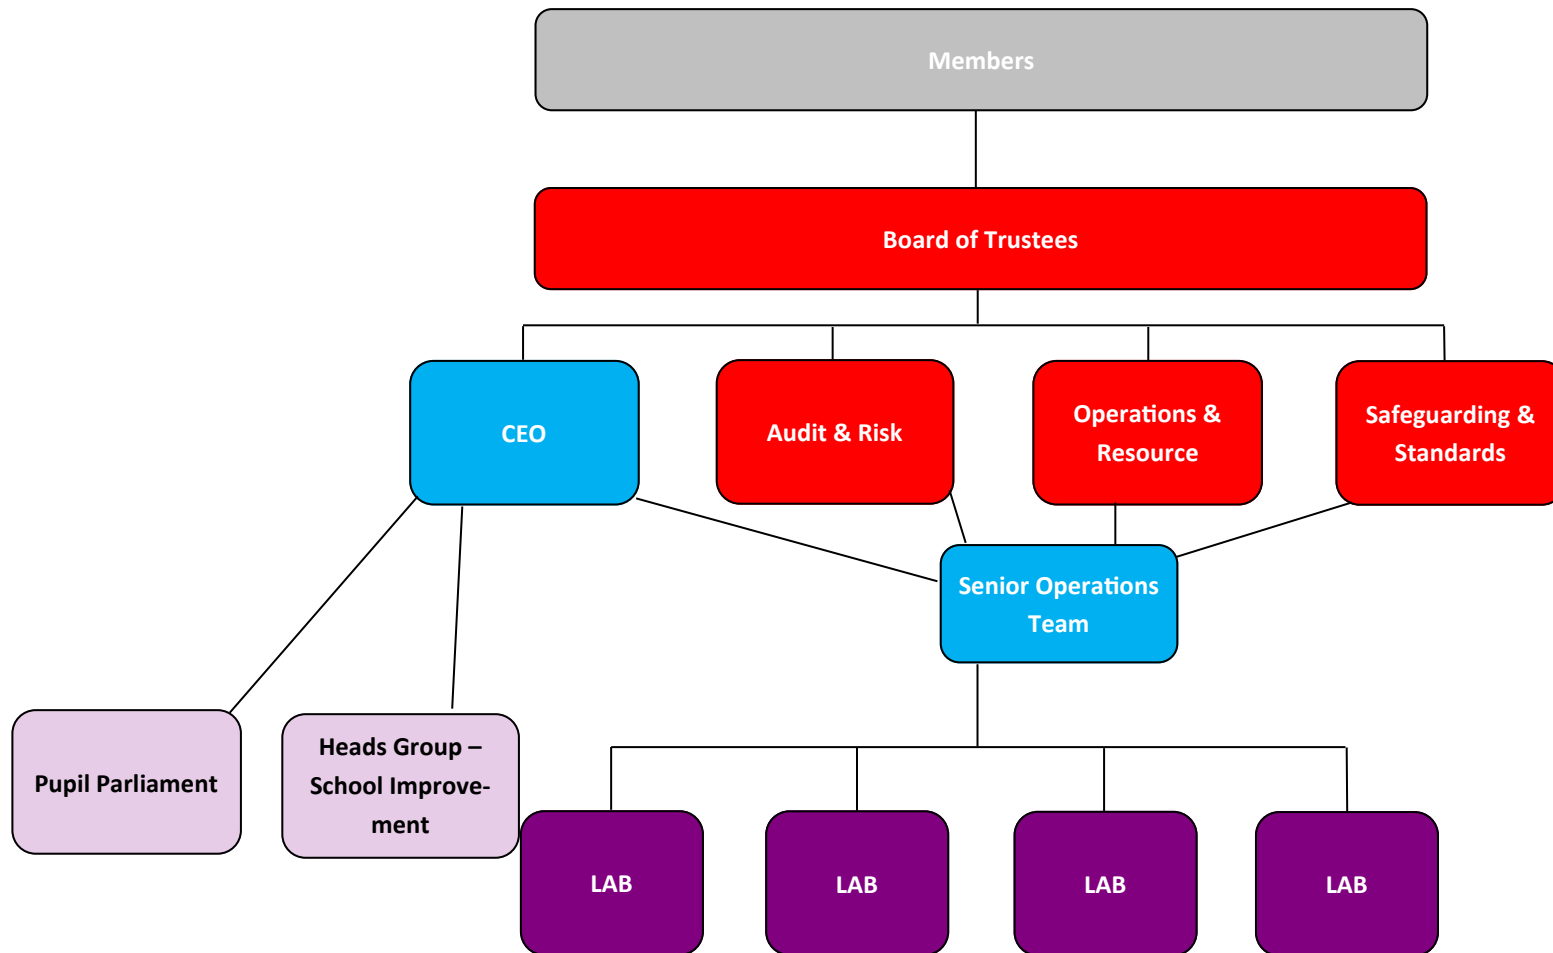 Members
Board of Trustees
CEO
Audit & Risk
Operations &
Resource
Safeguarding &
Standards
Senior Operations
Team
Pupil Parliament
Heads Group –
School Improve-
ment
LAB
LAB
LAB
LAB